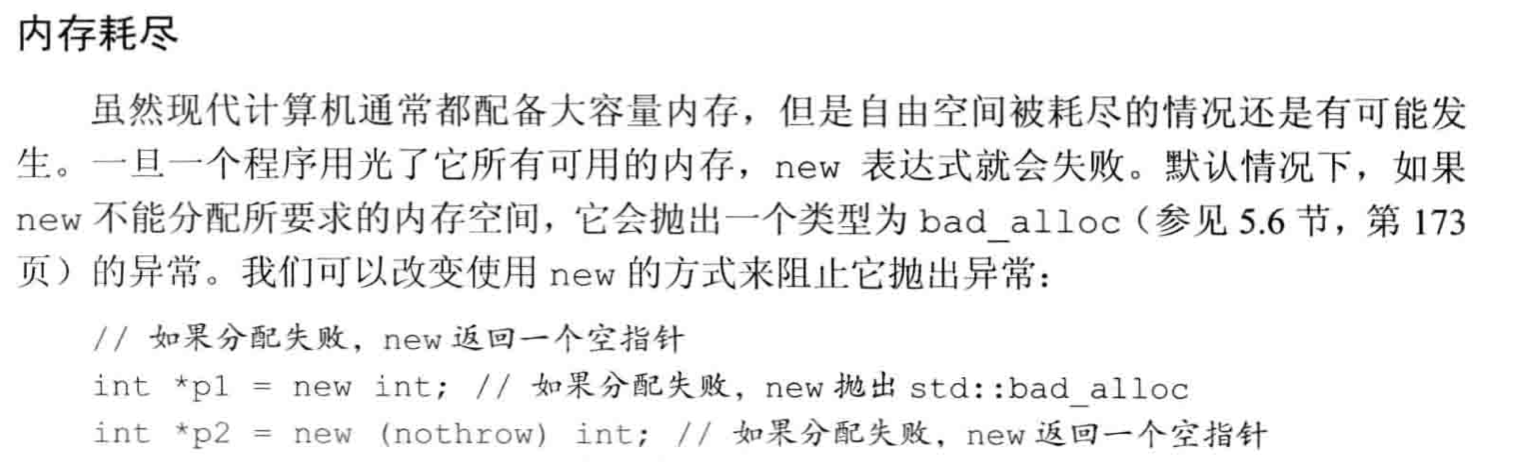 内存耗尽
虽然现代计算机通常都配备大容量内存，但是自由空间被耗尽的情况还是有可能发
生。一旦一个程序用光了它所有可用的内存，new 表达式就会失败。默认情况下，如果
new 不能分配所要求的内存空间，它会抛出一个类型为 bad_alloc（参见 5.6 节，第 173
页）的异常。我们可以改变使用 new 的方式来阻止它抛出异常：
// 如果分配失败，new 返回一个空指针
int *p1 = new int; // 如果分配失败，new 抛出 std::bad_alloc
int *p2 = new (nothrow) int; // 如果分配失败，new 返回一个空指针